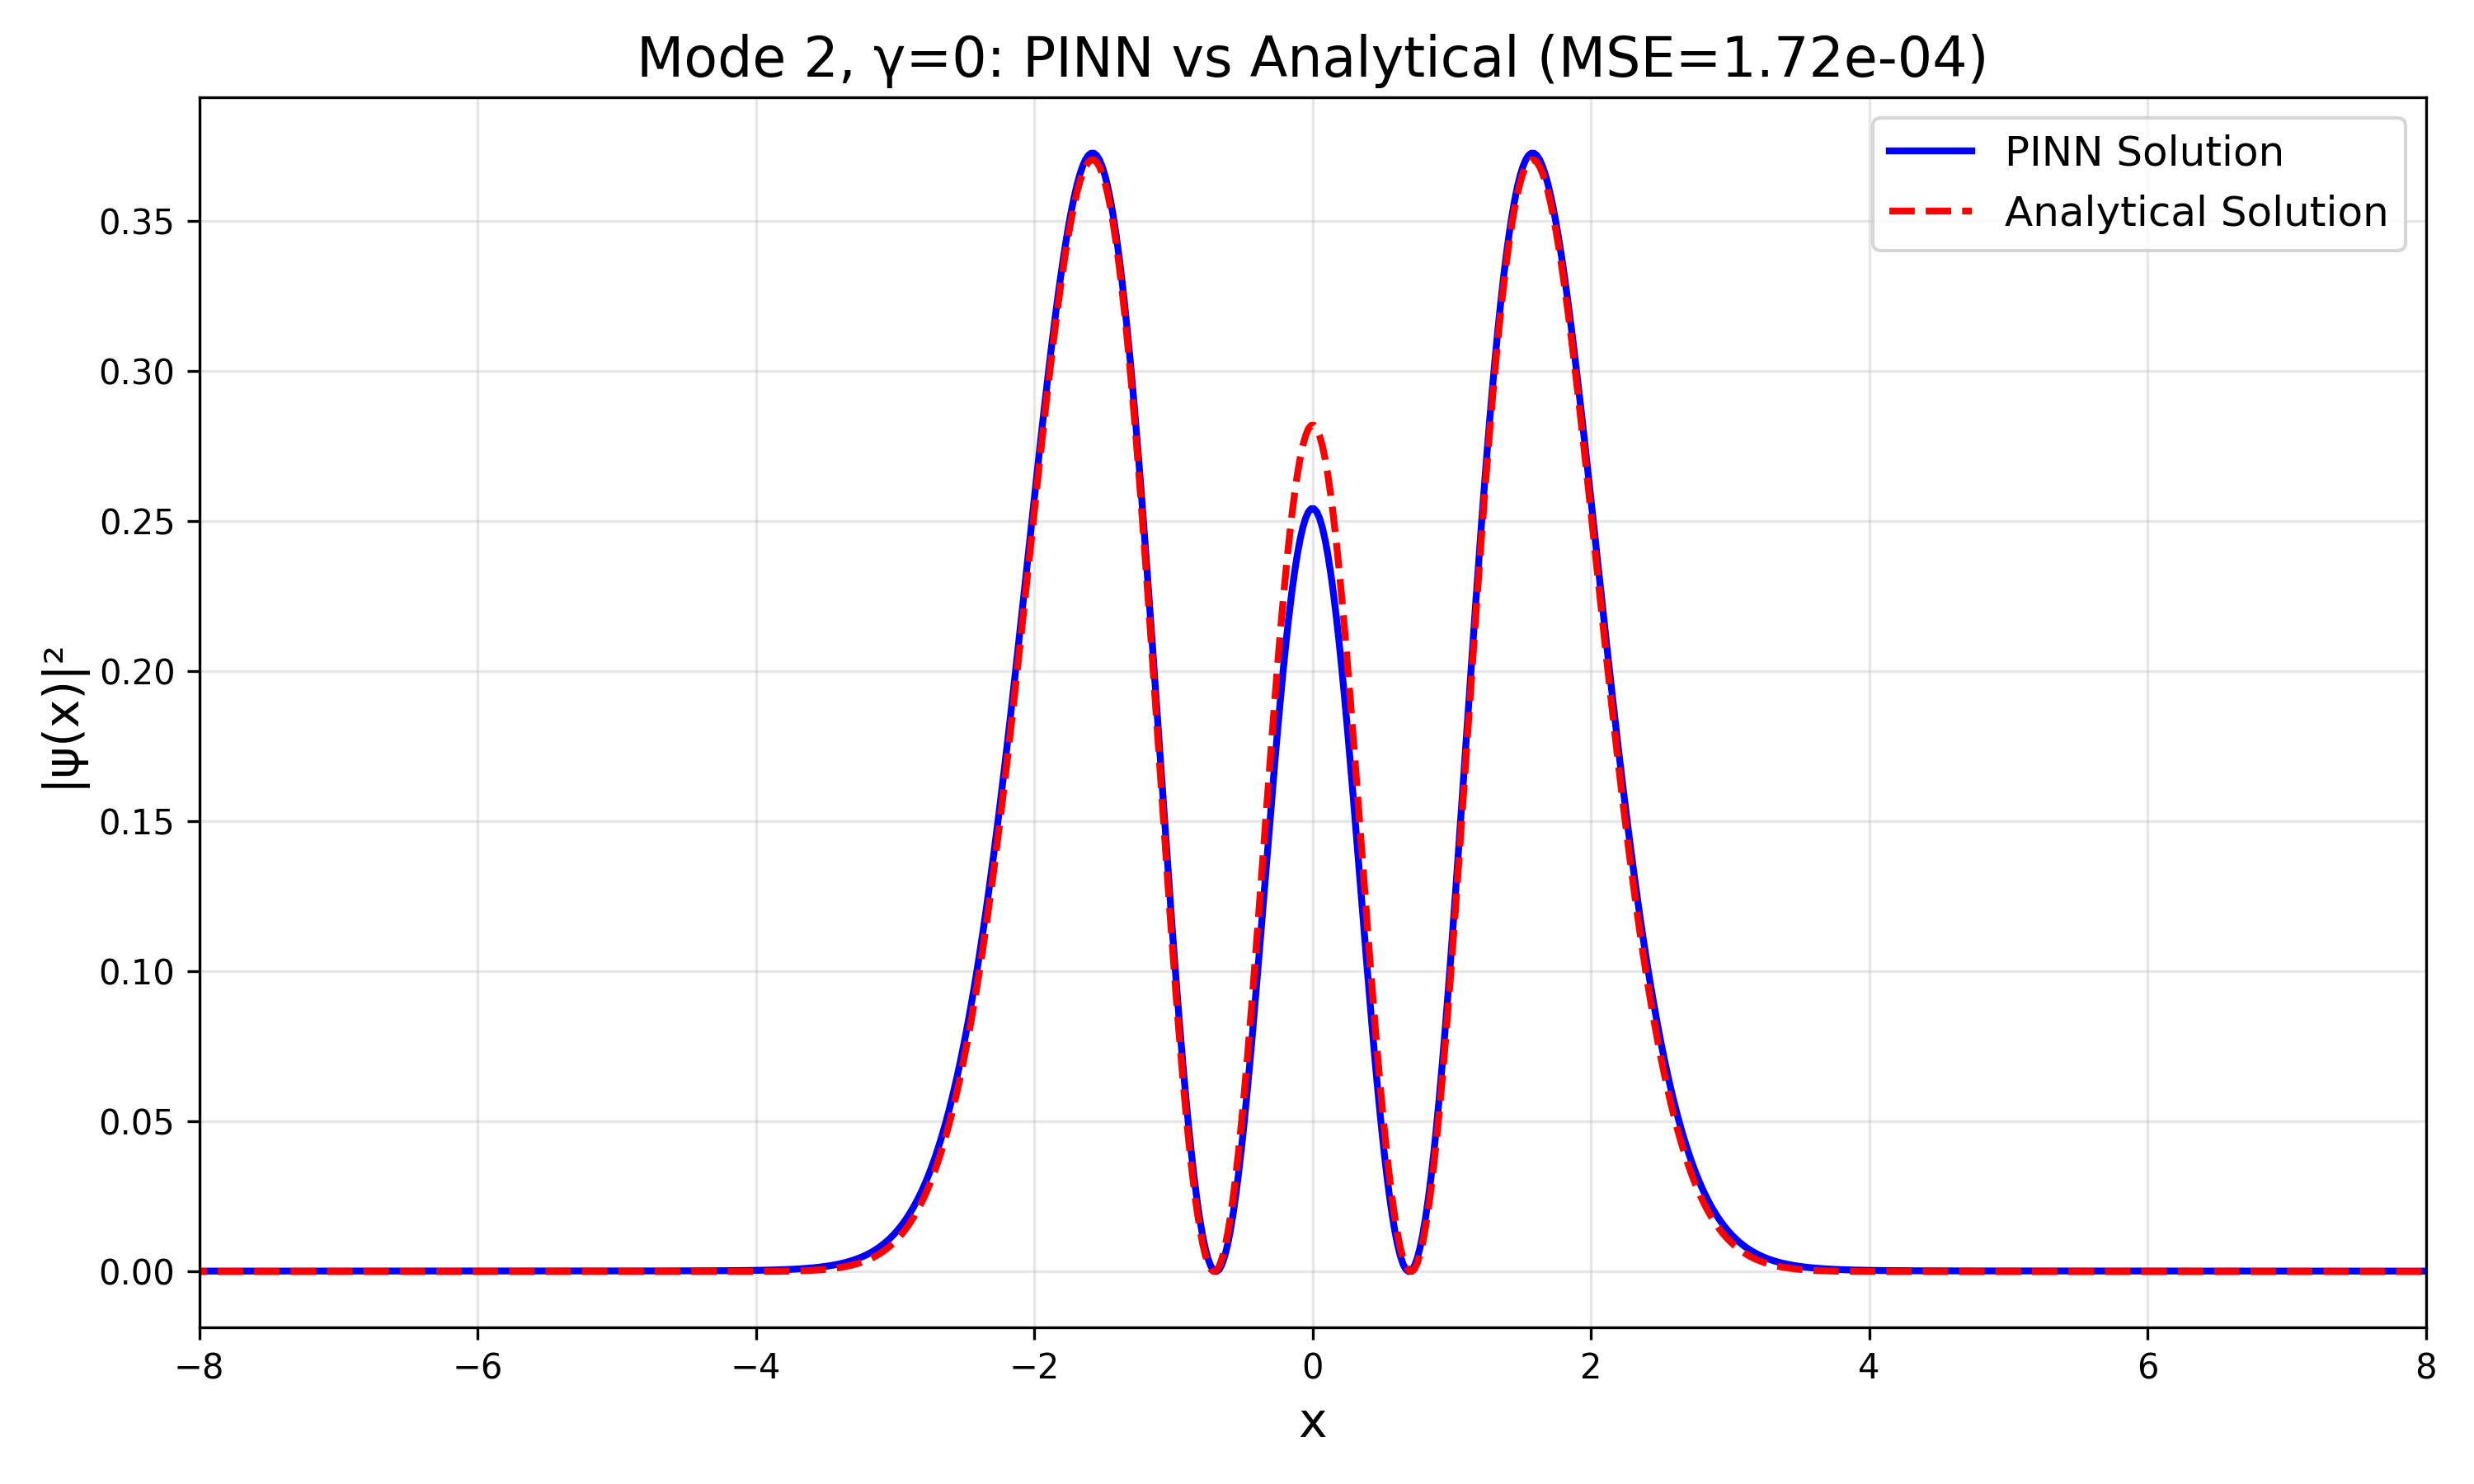 Mode 2, γ=0: PINN vs Analytical (MSE=1.72e-04)
PINN Solution
Analytical Solution
|ψ(x)|²
0.35
0.30
0.25
0.20
0.15
0.10
0.05
0.00
−8 −6 −4 −2 0 2 4 6 8
x